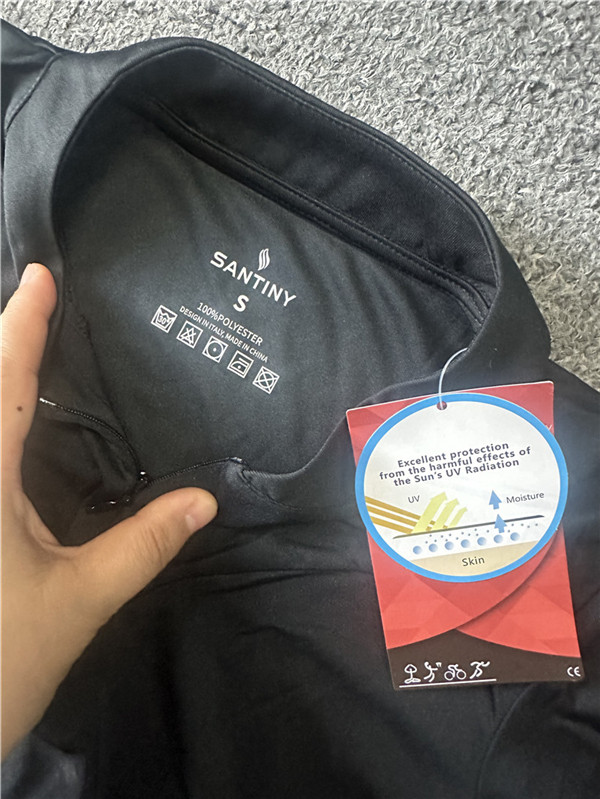 SANTINY
S
100%POLYESTER
DESIGN IN ITALY, MADE IN CHINA
30°
Excellent protection
from the harmful effects of
the Sun's UV Radiation
UV
Moisture
Skin
CE